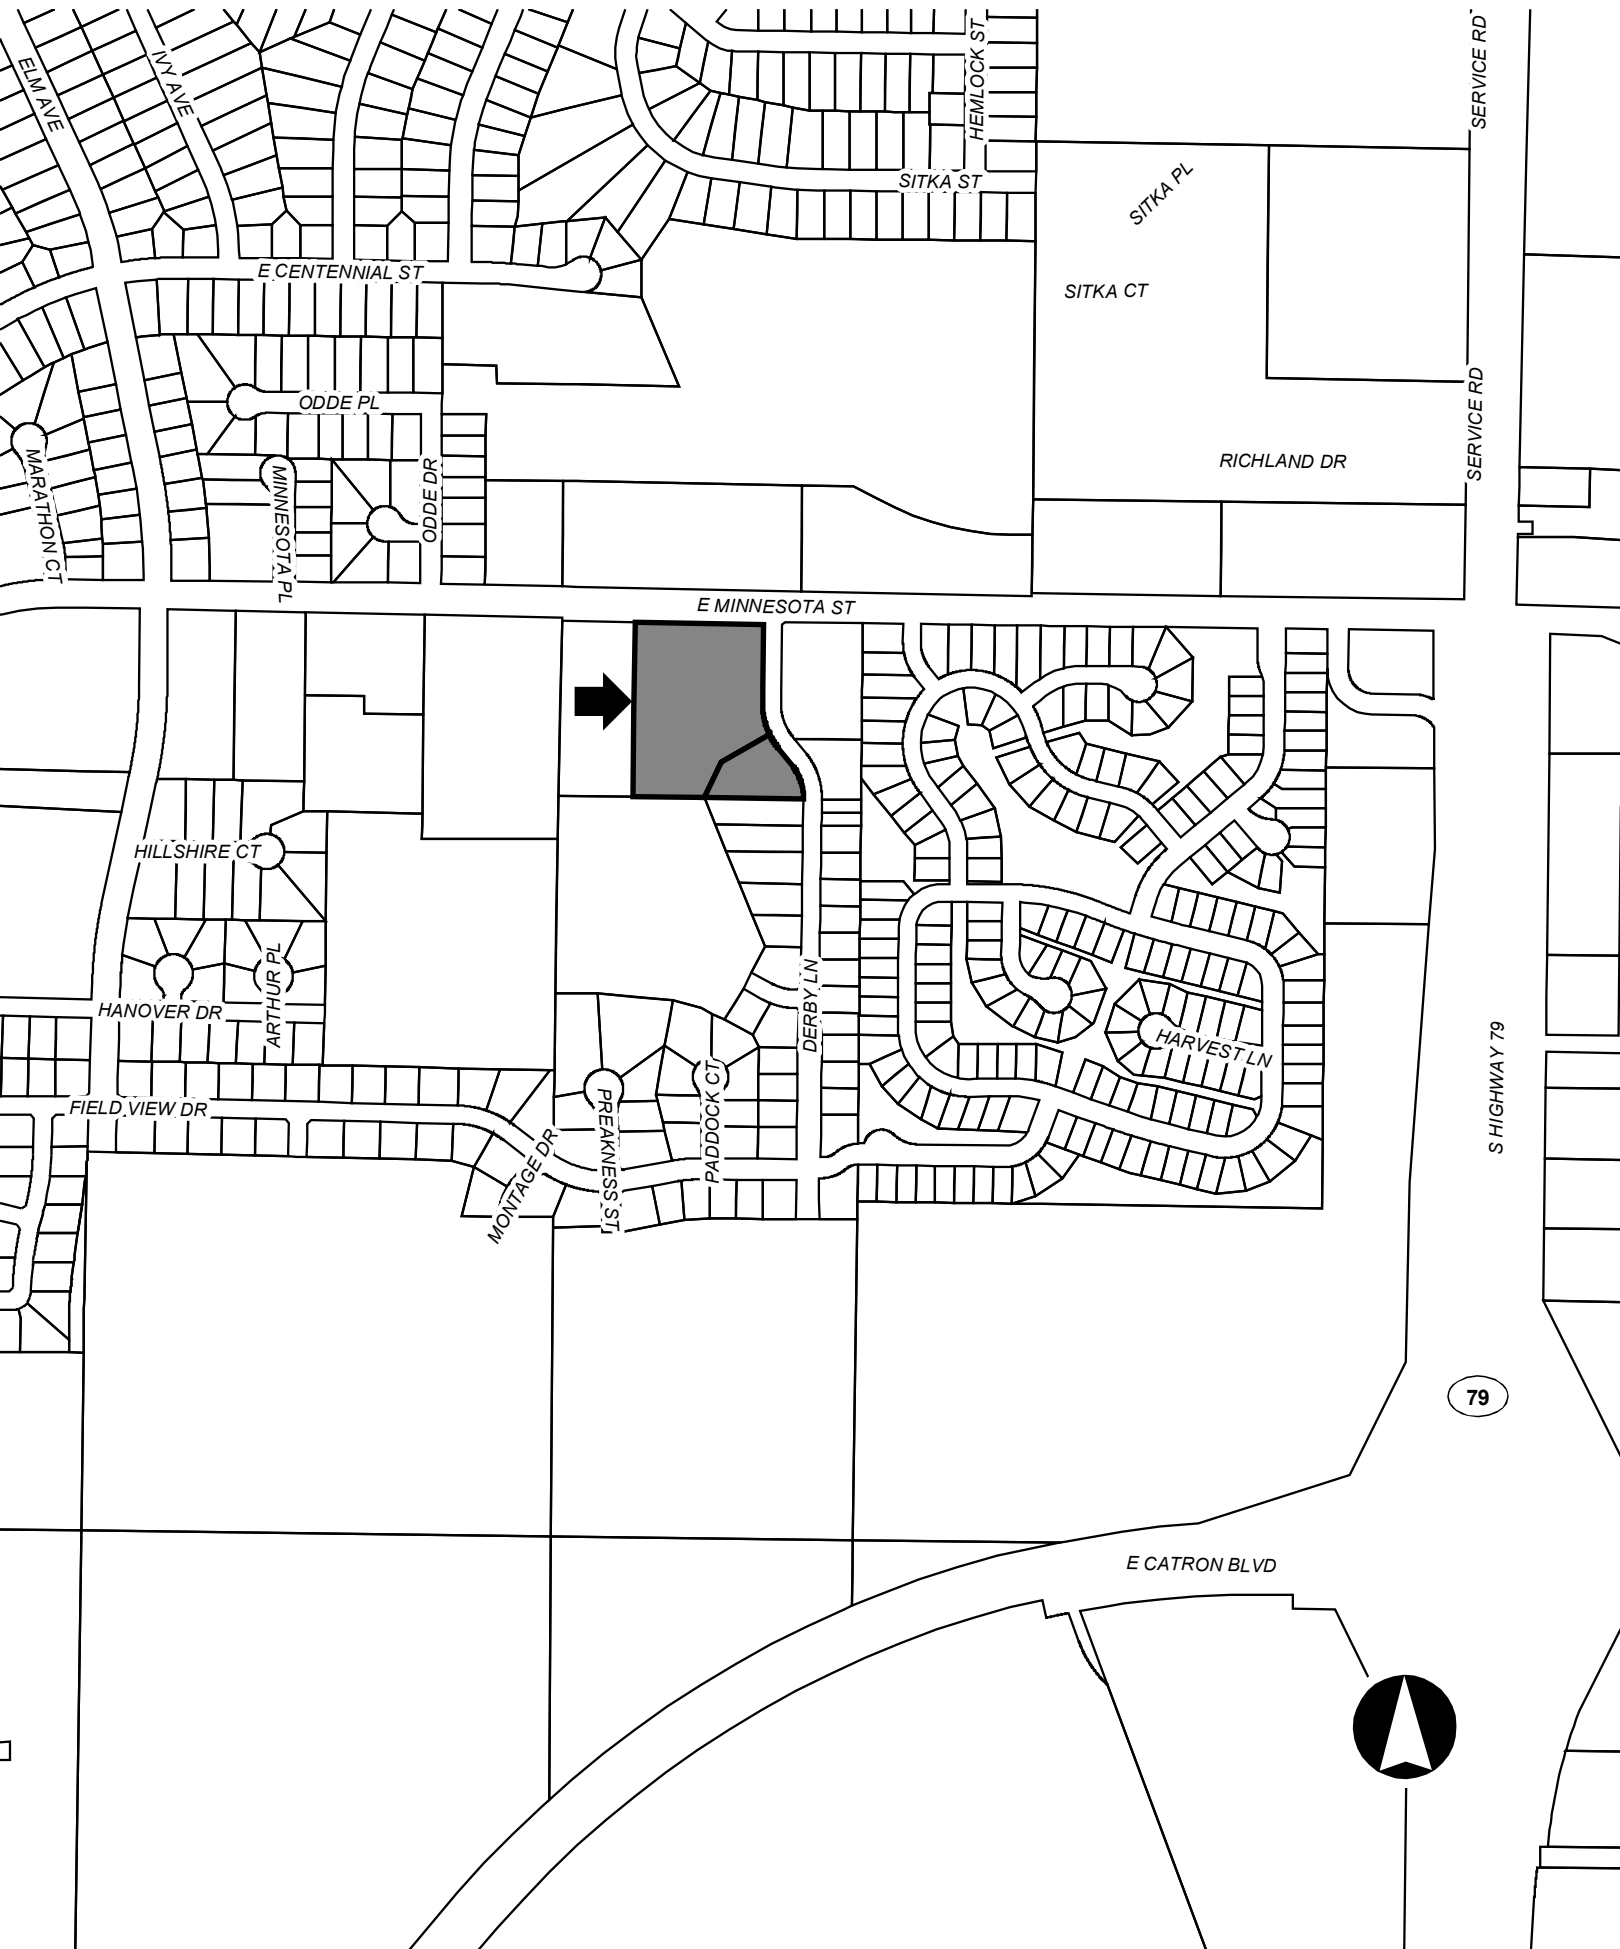 SERVICE RD
HEMLOCK ST
ELM AVE
IVY AVE
SITKA ST
SITKA PL
E CENTENNIAL ST
SITKA CT
ODDE PL
SERVICE RD
RICHLAND DR
MARATHON CT
MINNESOTA PL
ODDE DR
E MINNESOTA ST
HILLSHIRE CT
ARTHUR PL
HANOVER DR
DERBY LN
HARVEST LN
S HIGHWAY 79
FIELD VIEW DR
PREAKNESS ST
PADDOCK CT
MONTAGE DR
79
E CATRON BLVD